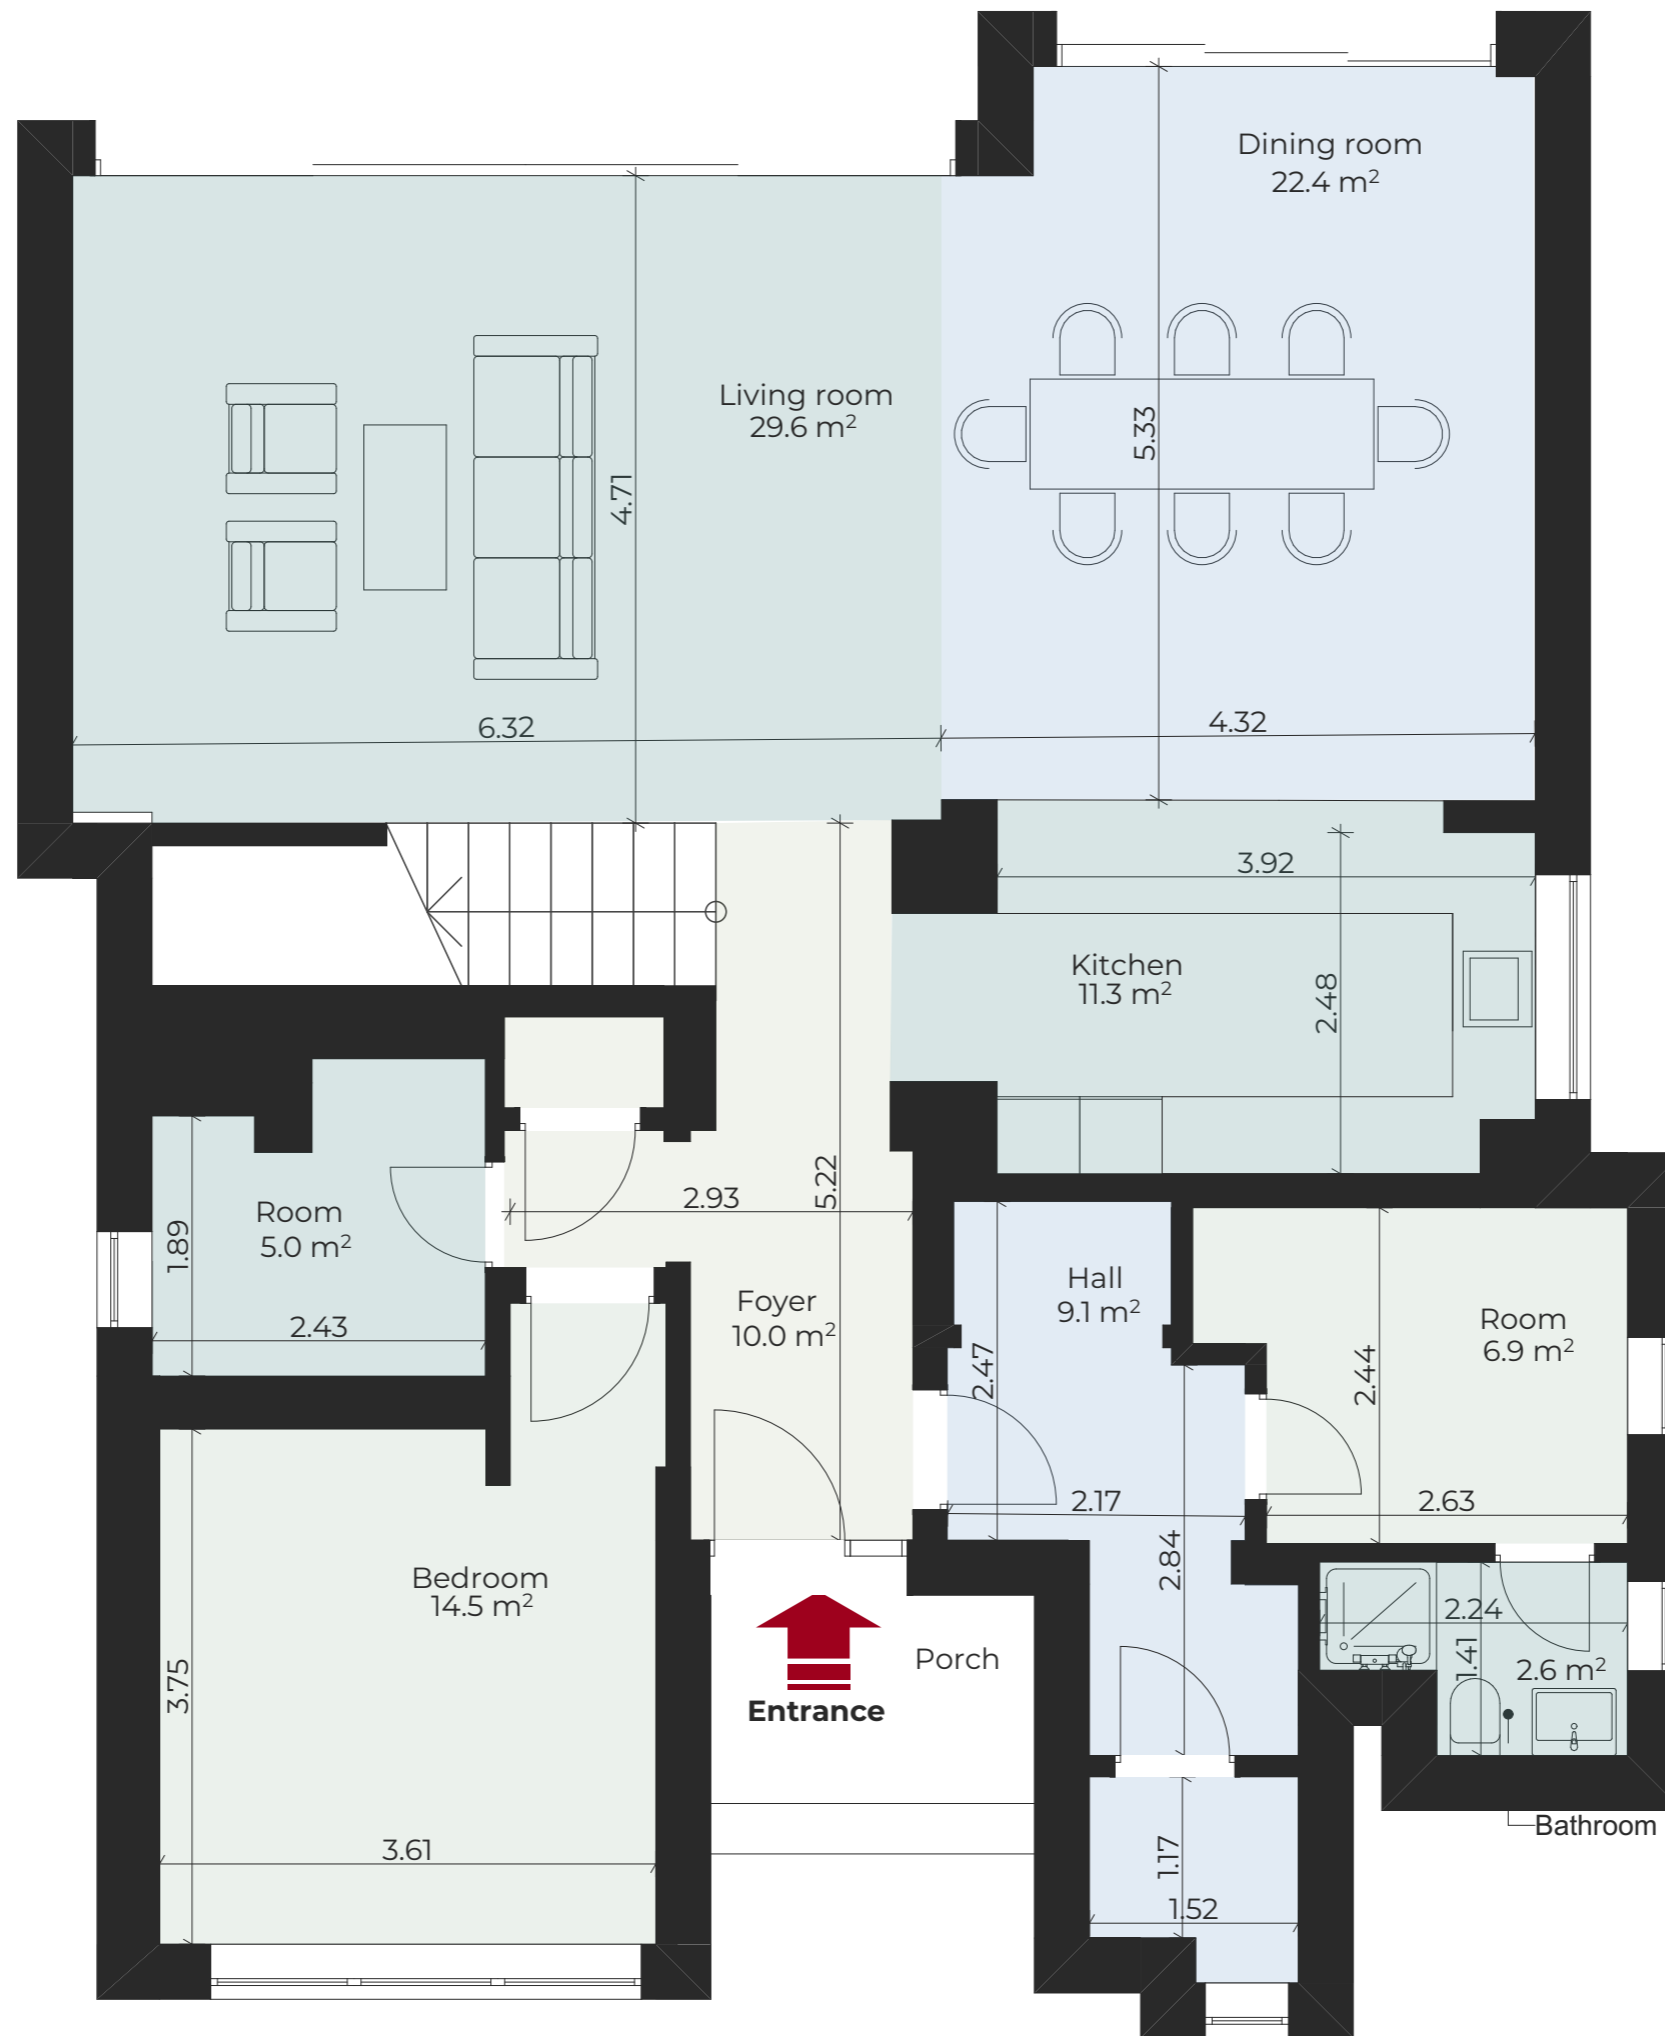 Dining room
22.4 m²
Living room
29.6 m²
5.33
4.71
6.32
4.32
3.92
Kitchen
11.3 m²
2.48
5.22
2.93
Room
5.0 m²
1.89
2.43
Foyer
10.0 m²
Hall
9.1 m²
2.47
Room
6.9 m²
2.44
2.17
2.63
2.84
Bedroom
14.5 m²
3.75
3.61
Porch
Entrance
2.24
1.41
2.6 m²
Bathroom
1.17
1.52